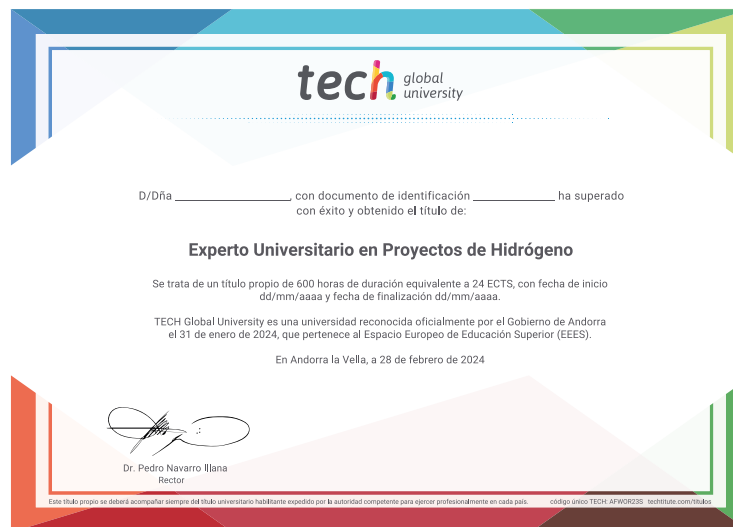 tech global university
D/Dña ____________________, con documento de identificación ______________ ha superado
con éxito y obtenido el título de:
Experto Universitario en Proyectos de Hidrógeno
Se trata de un título propio de 600 horas de duración equivalente a 24 ECTS, con fecha de inicio
dd/mm/aaaa y fecha de finalización dd/mm/aaaa.
TECH Global University es una universidad reconocida oficialmente por el Gobierno de Andorra
el 31 de enero de 2024, que pertenece al Espacio Europeo de Educación Superior (EEES).
En Andorra la Vella, a 28 de febrero de 2024
Dr. Pedro Navarro Illana
Rector
Este título propio se deberá acompañar siempre del título universitario habilitante expedido por la autoridad competente para ejercer profesionalmente en cada país. código único TECH: AFWOR23S techtitute.com/titulos